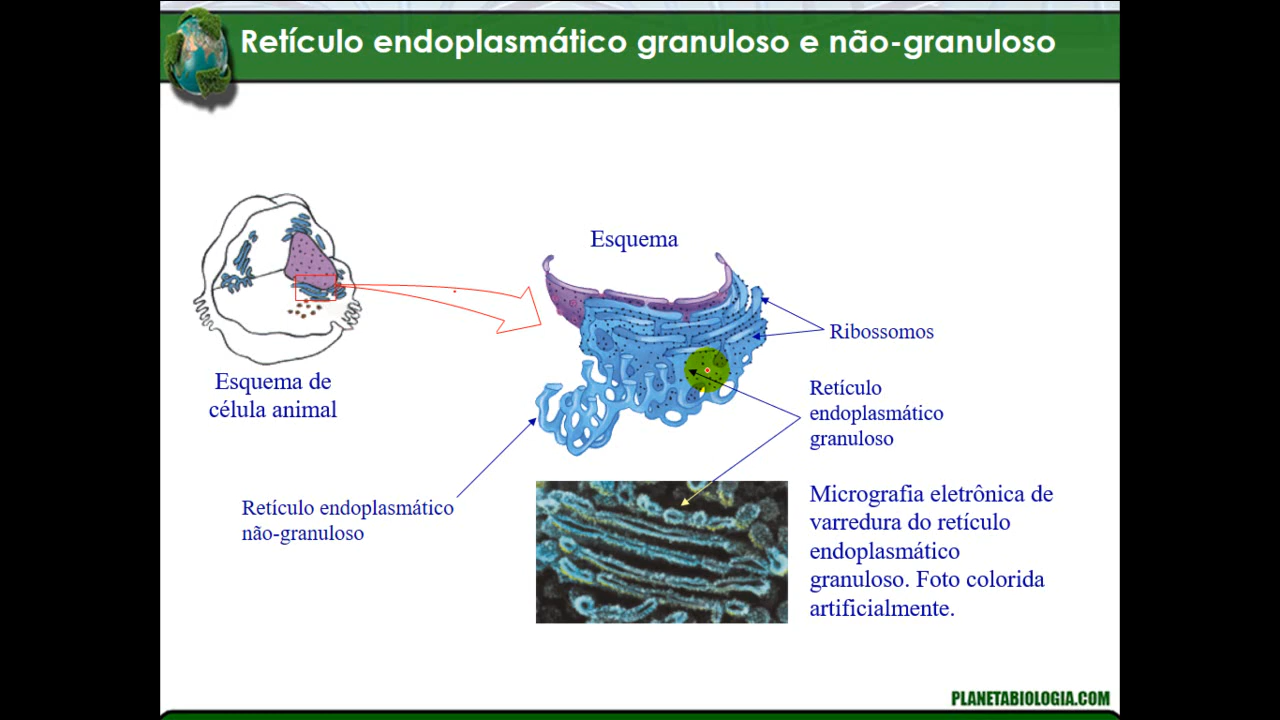 Retículo endoplasmático granuloso e não-granuloso
Esquema
Ribossomos
Esquema de
célula animal
Retículo
endoplasmático
granuloso
Retículo endoplasmático
não-granuloso
Micrografia eletrônica de
varredura do retículo
endoplasmático
granuloso. Foto colorida
artificialmente.
PLANETABIOLOGIA.COM